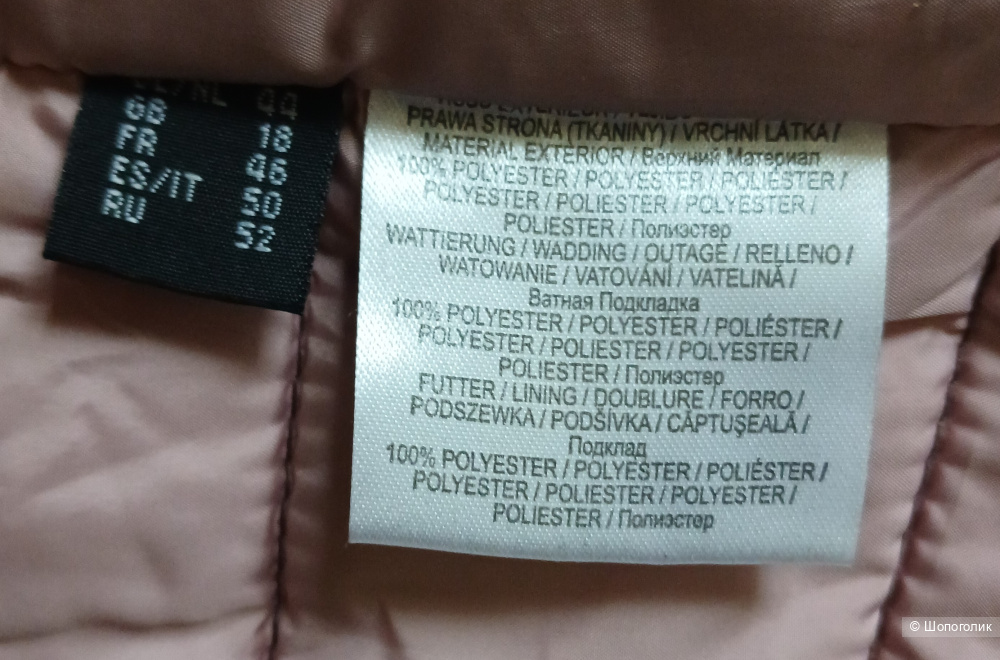 /NL 44
GB 18
FR 46
ES/IT 50
RU 52
PRAWA STRONA (TKANINY) / VRCHNÍ LÁTKA /
MATERIAL EXTERIOR / Верхний Материал
100% POLYESTER / POLYESTER / POLIÉSTER /
POLYESTER / POLIESTER / POLYESTER /
POLIESTER / Полиэстер
WATTIERUNG / WADDING / OUTAGE / RELLENO /
WATOWANIE / VATOVÁNÍ / VATELINĂ /
Ватная Подкладка
100% POLYESTER / POLYESTER / POLIÉSTER /
POLYESTER / POLIESTER / POLYESTER /
POLIESTER / Полиэстер
FUTTER / LINING / DOUBLURE / FORRO /
PODSZEWKA / PODŠÍVKA / CĂPTUŞEALĂ /
Подклад
100% POLYESTER / POLYESTER / POLIÉSTER /
POLYESTER / POLIESTER / POLYESTER /
POLIESTER / Полиэстер
© Шопоголик